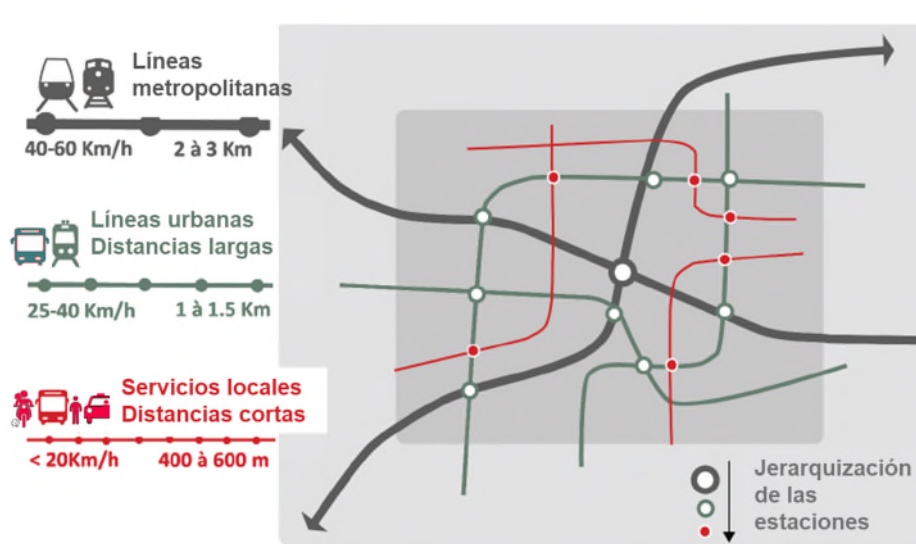 Líneas
metropolitanas
40-60 Km/h 2 à 3 Km
Líneas urbanas
Distancias largas
25-40 Km/h 1 à 1.5 Km
Servicios locales
Distancias cortas
< 20Km/h 400 à 600 m
Jerarquización
de las
estaciones